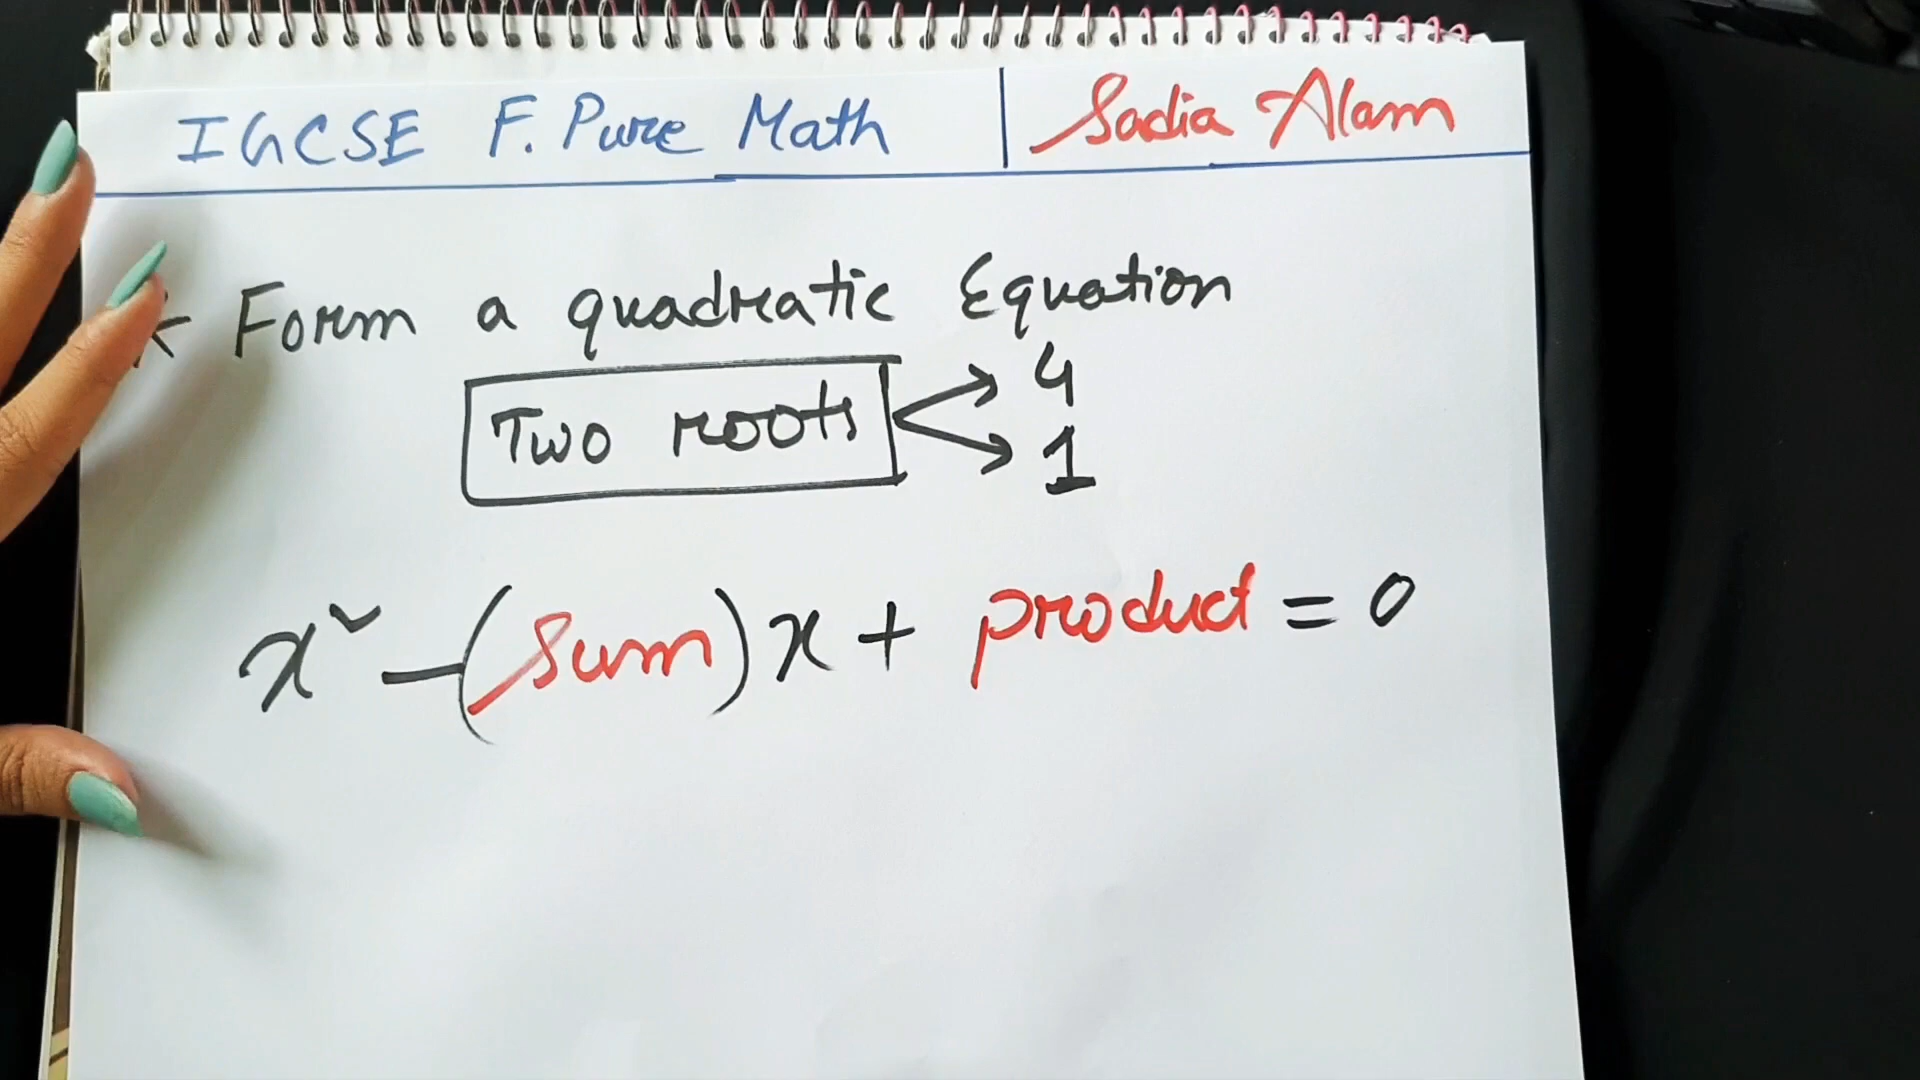 IGCSE F. Pure Math | Sadia Alam
* Form a quadratic Equation
Two roots → 4
→ 1
x² - (Sum)x + product = 0